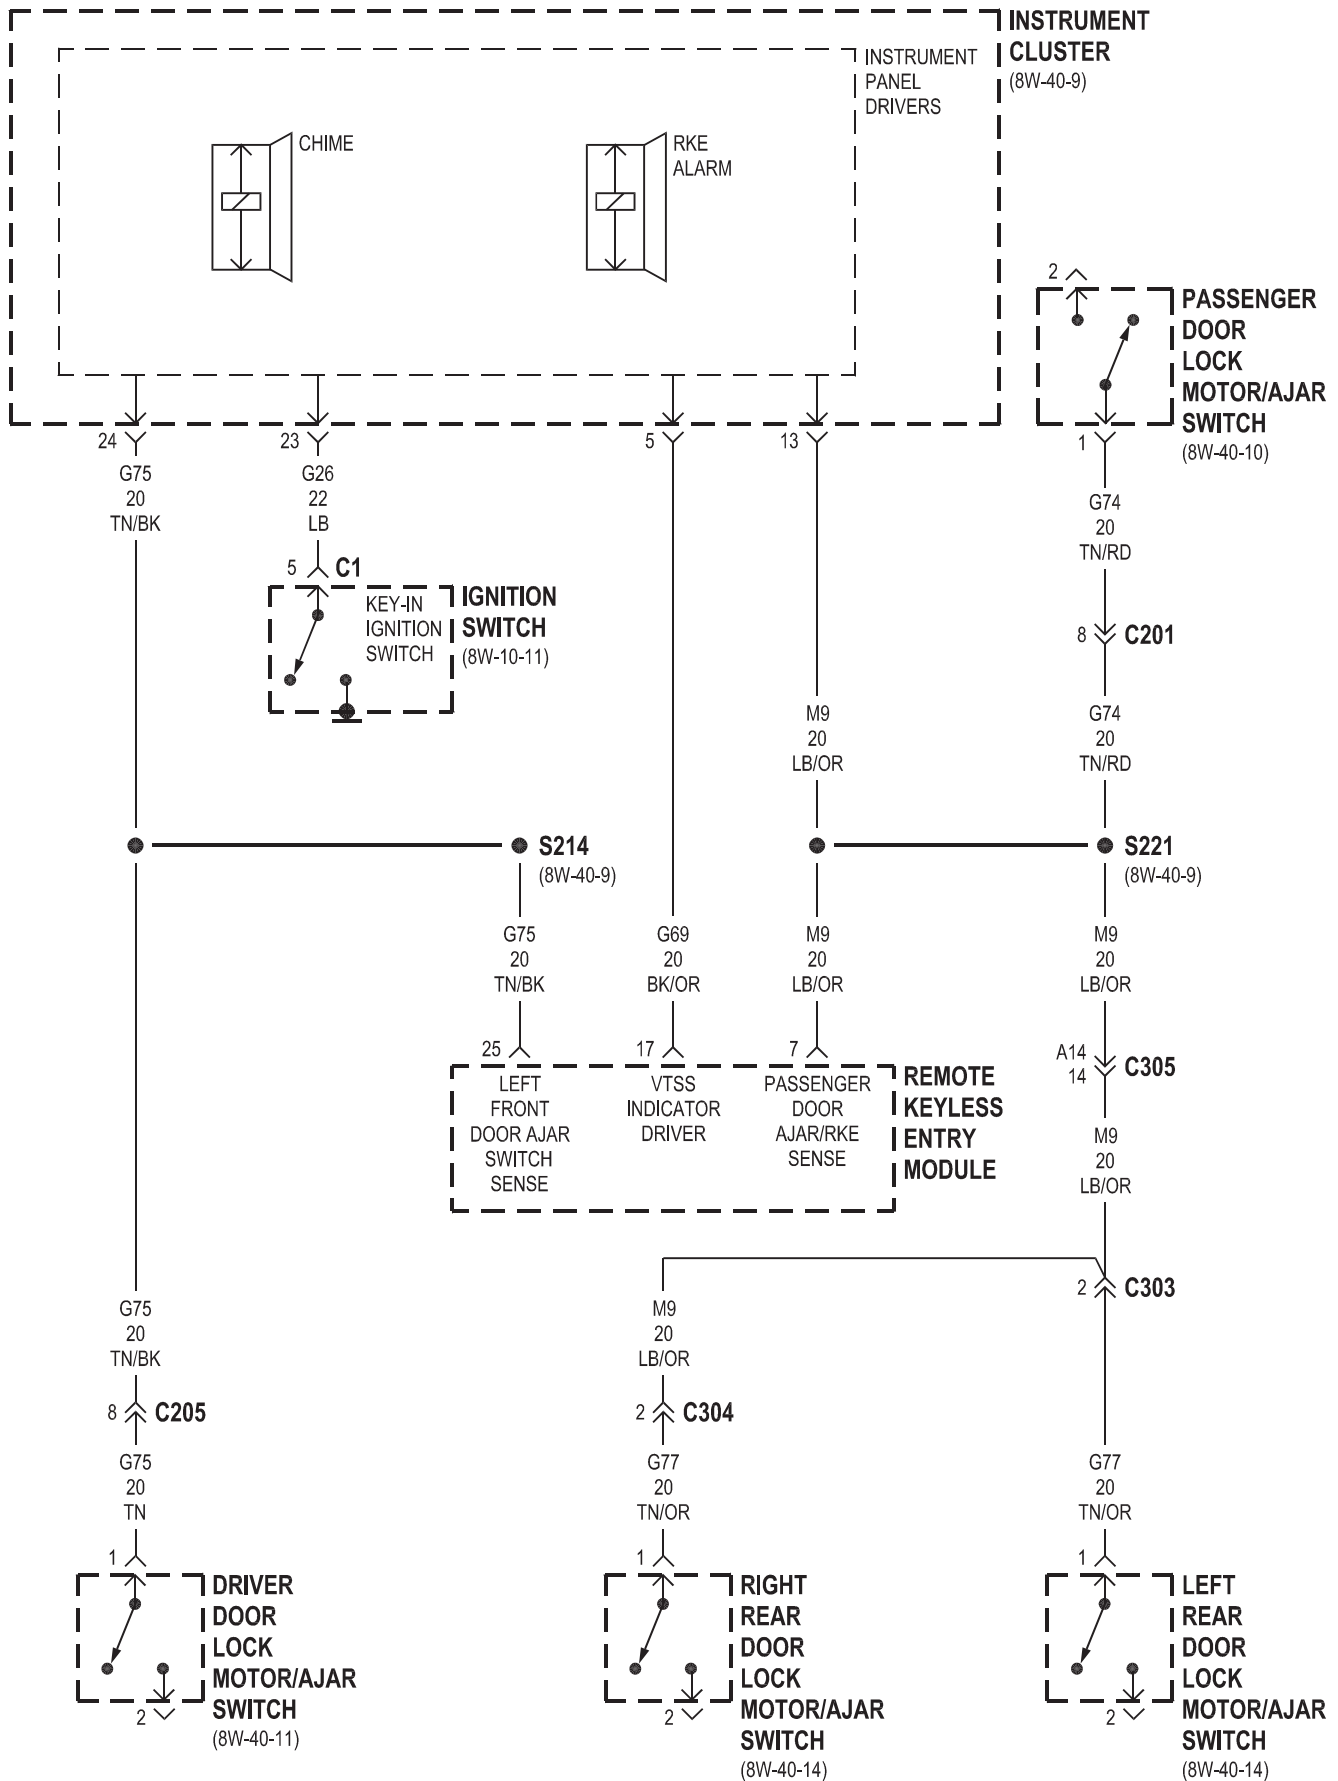 INSTRUMENT
CLUSTER
(8W-40-9)
INSTRUMENT
PANEL
DRIVERS
CHIME
RKE
ALARM
2
PASSENGER
DOOR
LOCK
MOTOR/AJAR
SWITCH
(8W-40-10)
24
23
5
13
1
G75
20
TN/BK
G26
22
LB
G74
20
TN/RD
5
C1
KEY-IN
IGNITION
SWITCH
IGNITION
SWITCH
(8W-10-11)
8
C201
M9
20
LB/OR
G74
20
TN/RD
S214
(8W-40-9)
S221
(8W-40-9)
G75
20
TN/BK
G69
20
BK/OR
M9
20
LB/OR
M9
20
LB/OR
25
17
7
A14
14
C305
LEFT
FRONT
DOOR AJAR
SWITCH
SENSE
VTSS
INDICATOR
DRIVER
PASSENGER
DOOR
AJAR/RKE
SENSE
REMOTE
KEYLESS
ENTRY
MODULE
M9
20
LB/OR
2
C303
G75
20
TN/BK
M9
20
LB/OR
8
C205
2
C304
G75
20
TN
G77
20
TN/OR
G77
20
TN/OR
1
1
1
DRIVER
DOOR
LOCK
MOTOR/AJAR
SWITCH
(8W-40-11)
2
RIGHT
REAR
DOOR
LOCK
MOTOR/AJAR
SWITCH
(8W-40-14)
2
LEFT
REAR
DOOR
LOCK
MOTOR/AJAR
SWITCH
(8W-40-14)
2